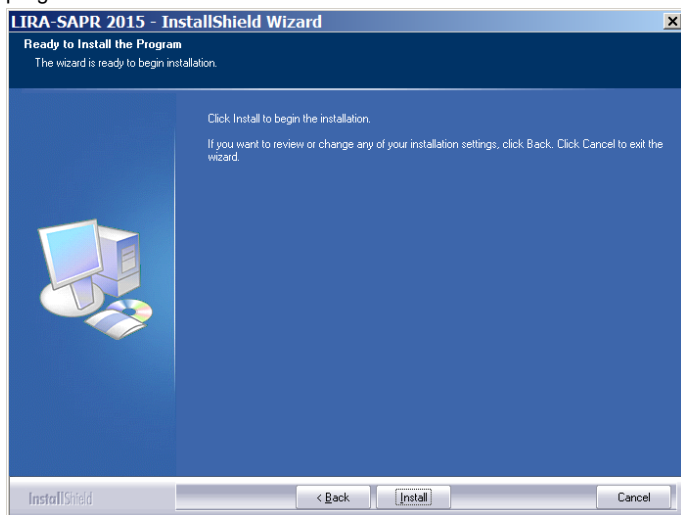 LIRA-SAPR 2015 - InstallShield Wizard
Ready to Install the Program
The wizard is ready to begin installation.
Click Install to begin the installation.
If you want to review or change any of your installation settings, click Back. Click Cancel to exit the
wizard.
InstallShield
< Back
Install
Cancel